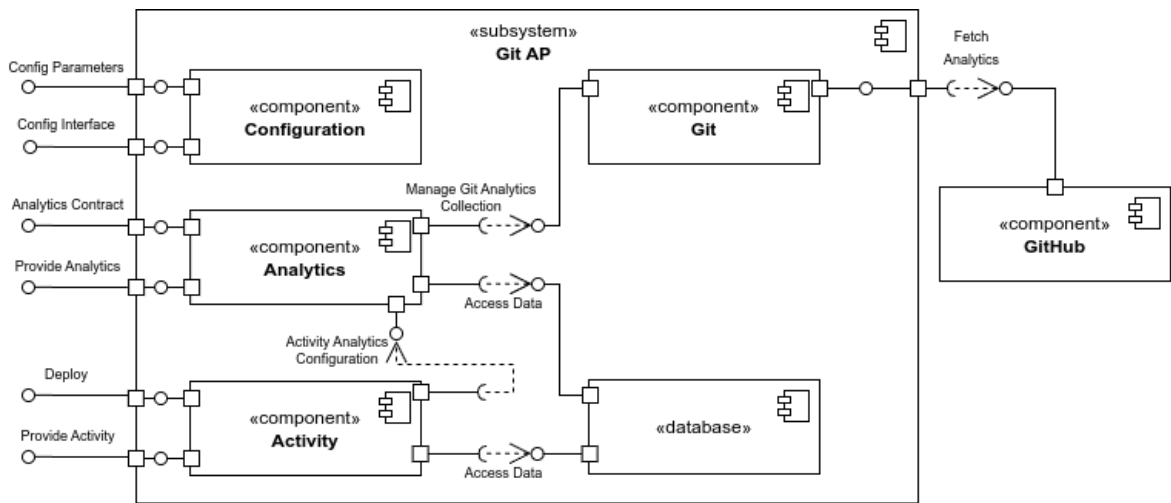 «subsystem»
Git AP
Fetch
Analytics
Config Parameters
Config Interface
«component»
Configuration
«component»
Git
Analytics Contract
Provide Analytics
«component»
Analytics
Manage Git Analytics
Collection
Access Data
«component»
GitHub
Activity Analytics
Configuration
Deploy
Provide Activity
«component»
Activity
Access Data
«database»